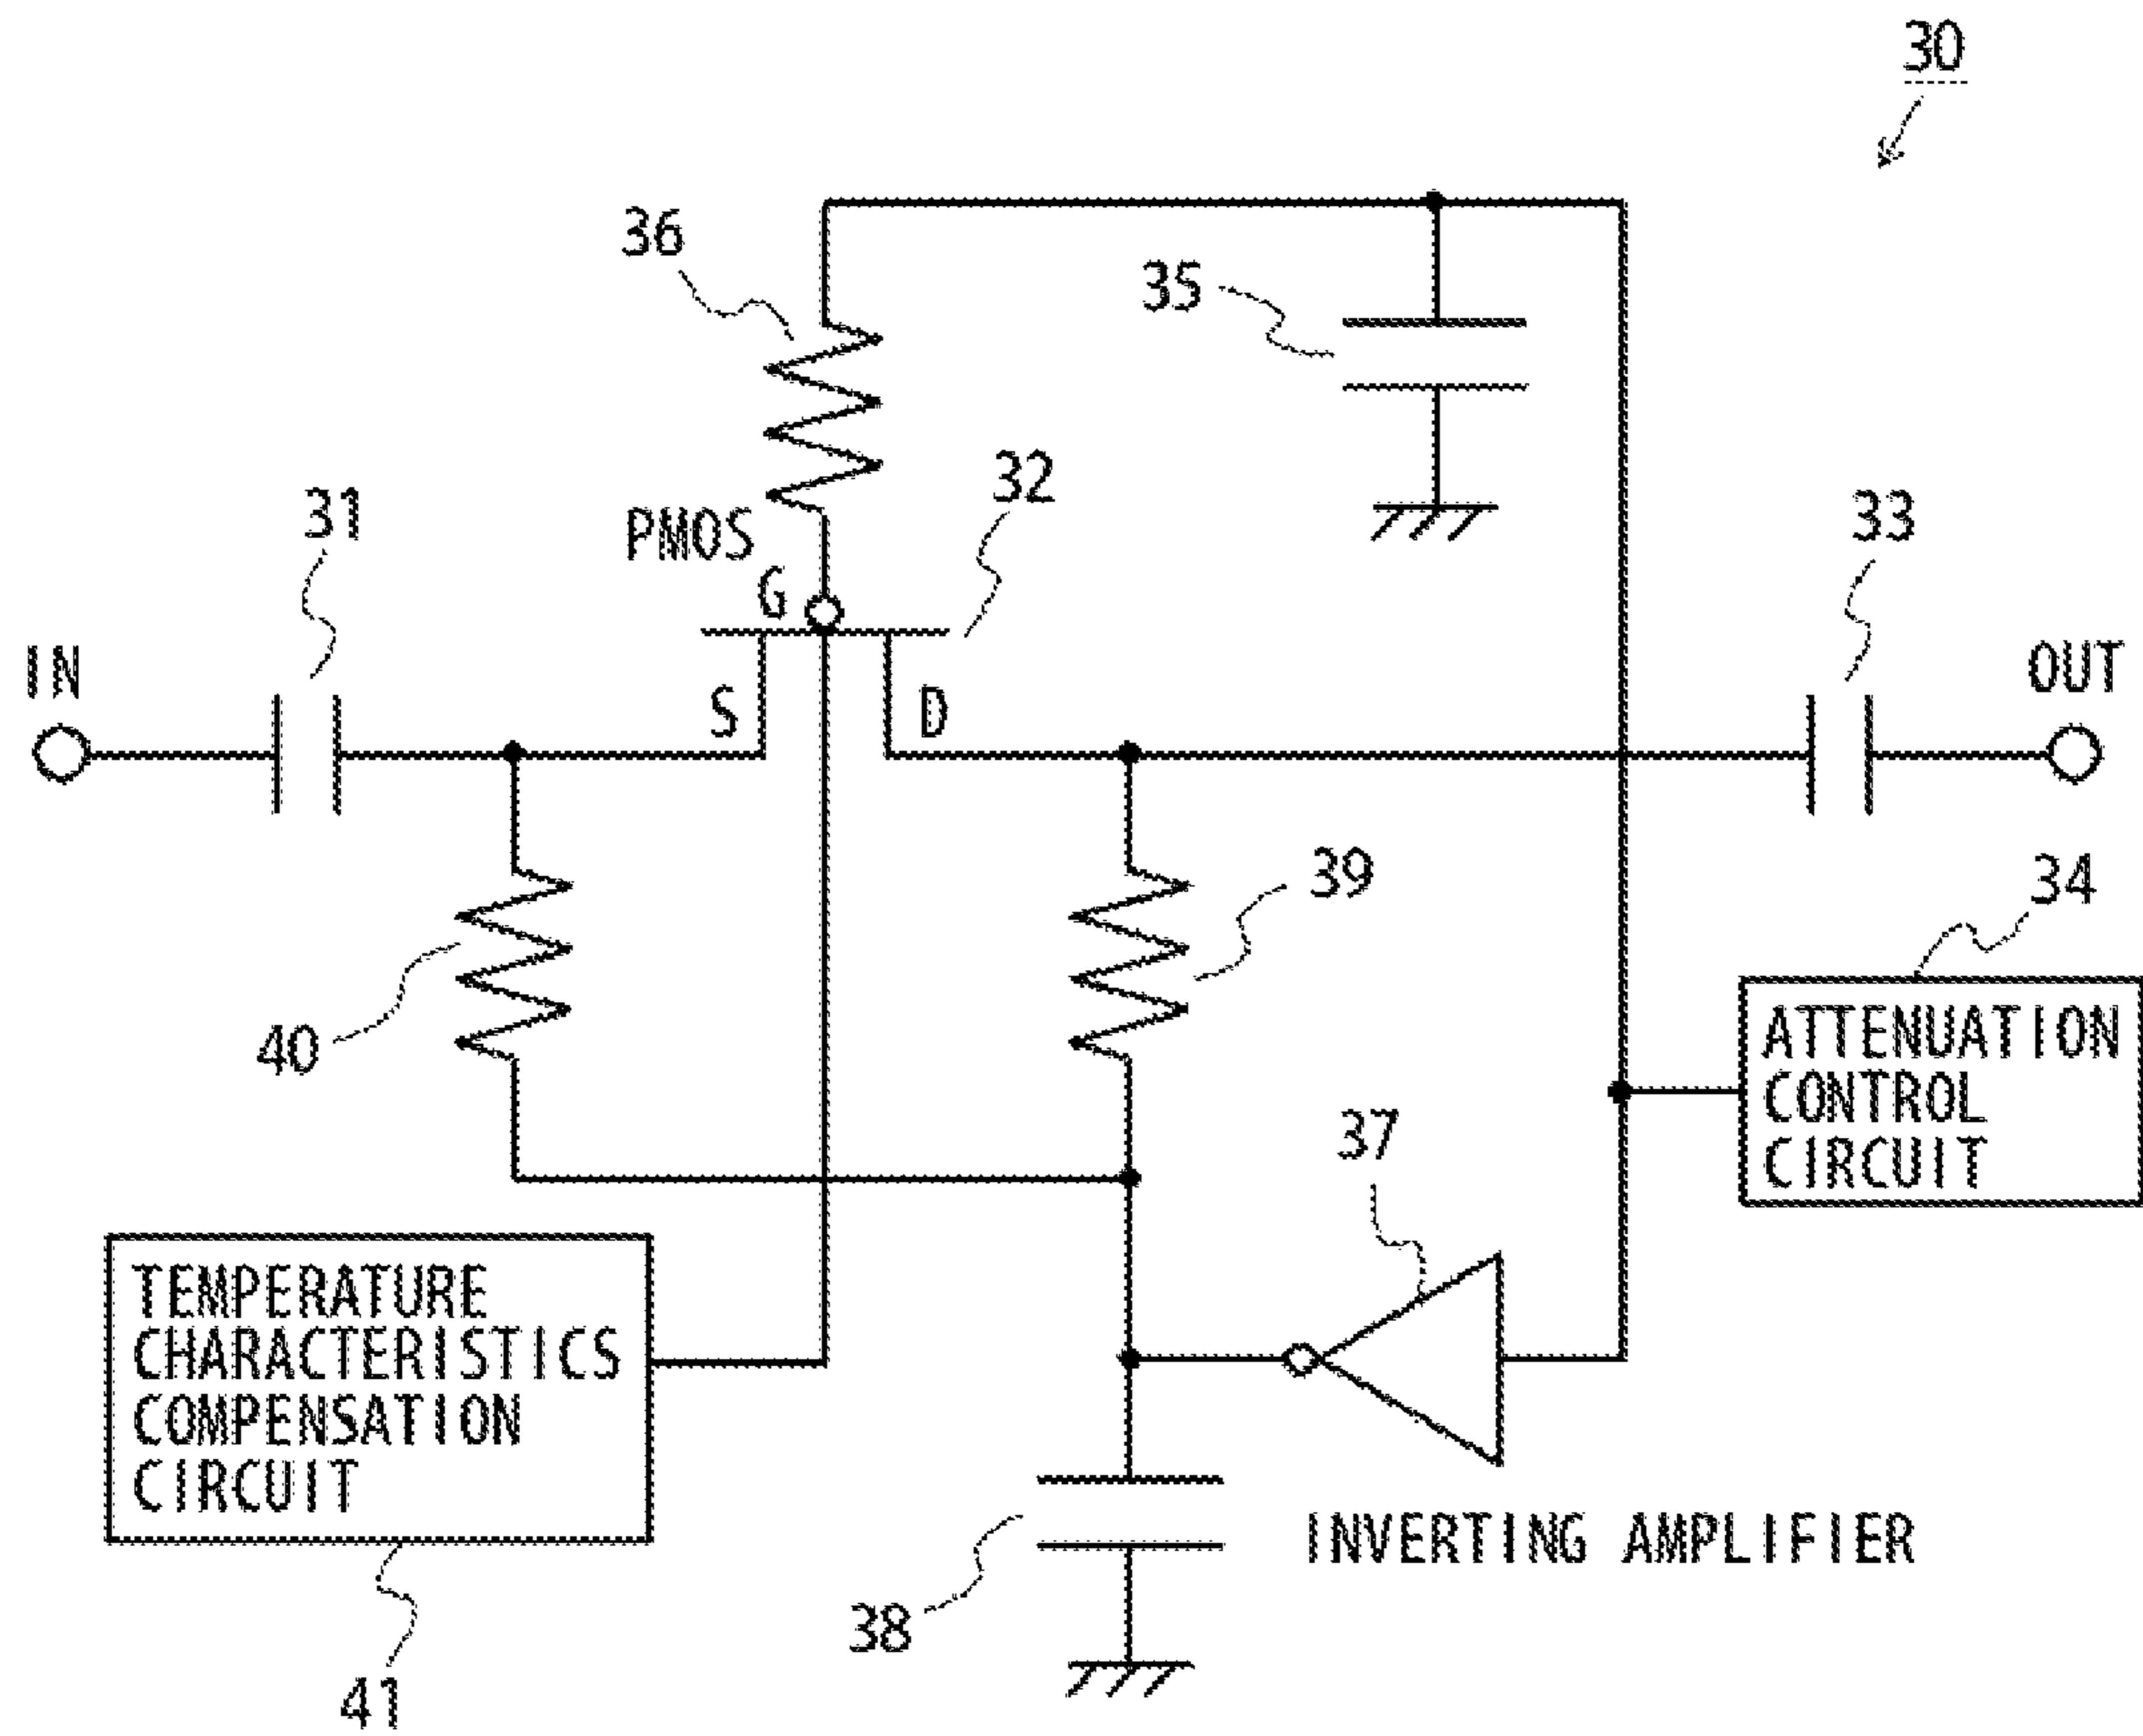 30
36
35
32
31
PMOS
33
G
IN
S
D
OUT
39
34
40
ATTENUATION
CONTROL
CIRCUIT
37
TEMPERATURE
CHARACTERISTICS
COMPENSATION
CIRCUIT
INVERTING AMPLIFIER
38
41